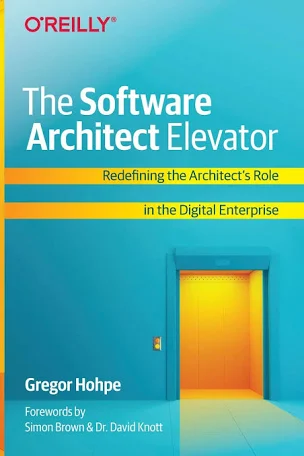 O'REILLY®
The Software
Architect Elevator
Redefining the Architect's Role
in the Digital Enterprise
Gregor Hohpe
Forewords by
Simon Brown & Dr. David Knott